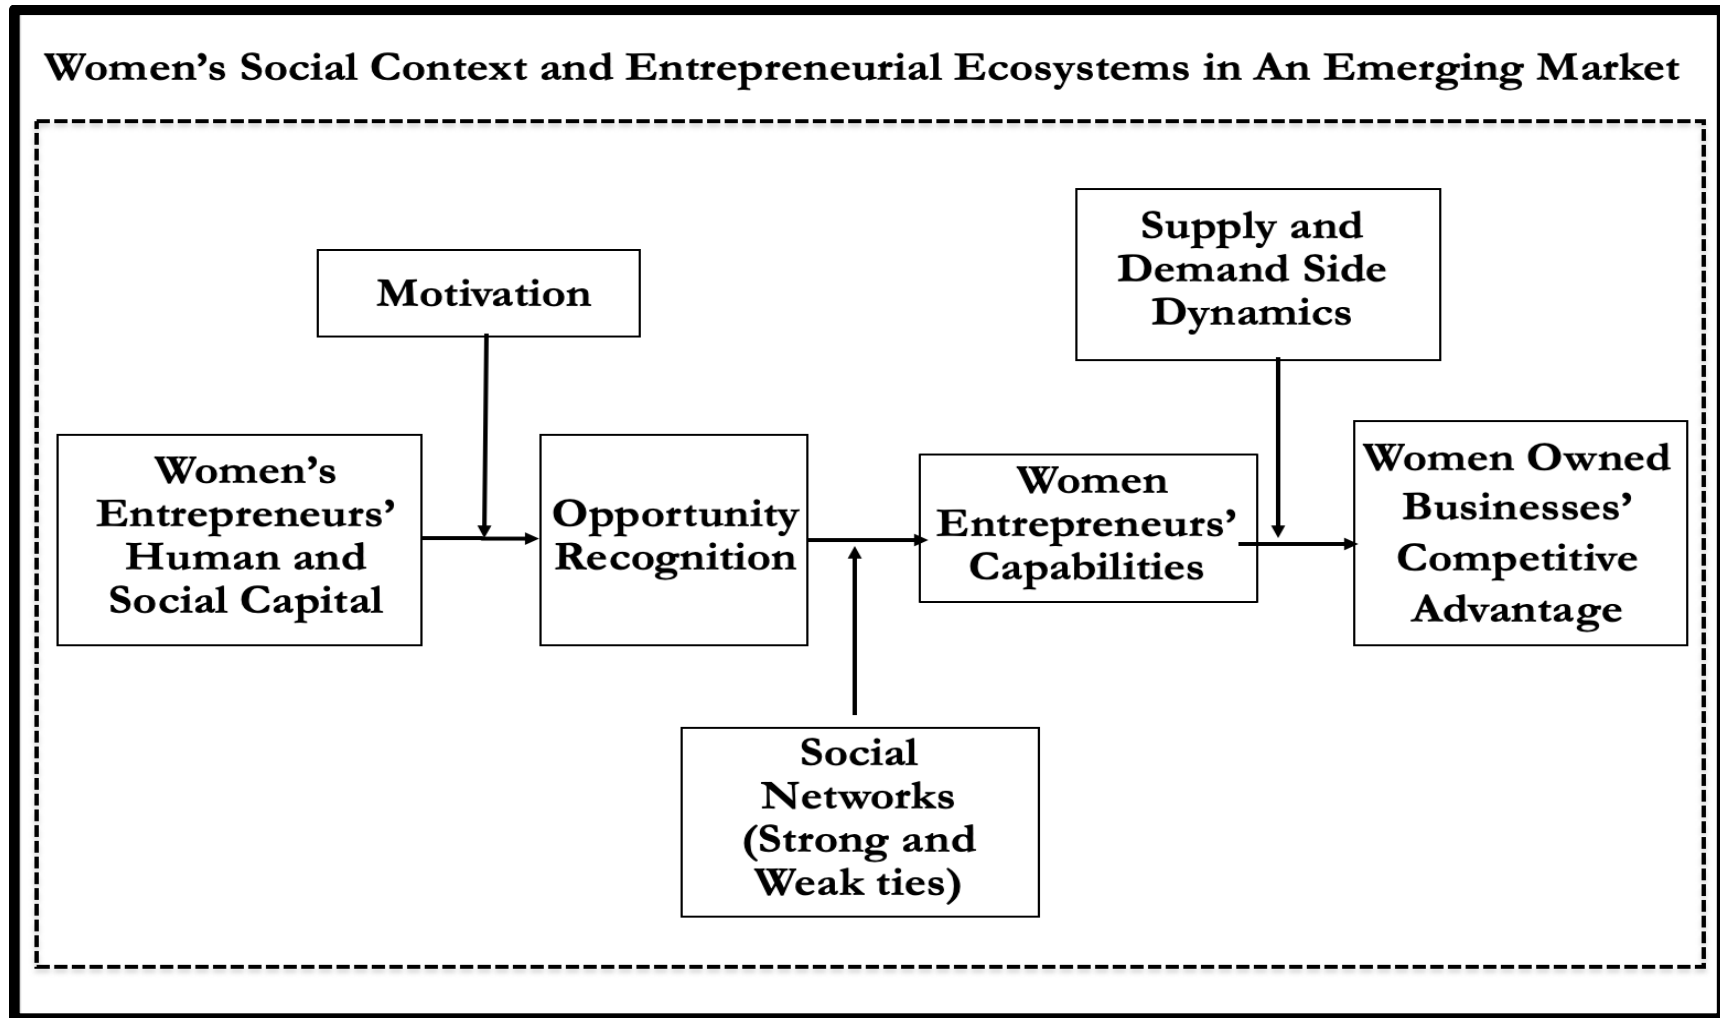 Women’s Social Context and Entrepreneurial Ecosystems in An Emerging Market
Supply and
Demand Side
Dynamics
Motivation
Women’s
Entrepreneurs’
Human and
Social Capital
Opportunity
Recognition
Women
Entrepreneurs’
Capabilities
Women Owned
Businesses’
Competitive
Advantage
Social
Networks
(Strong and
Weak ties)